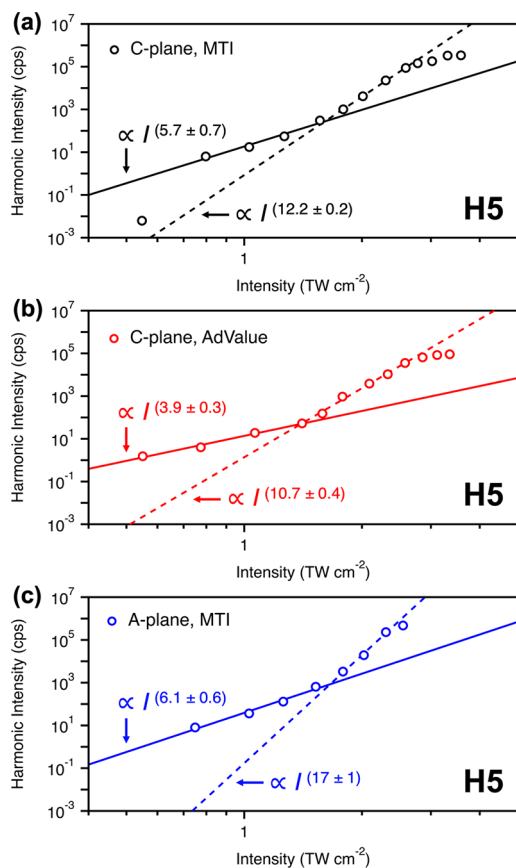 (a)
10^7
10^5
10^3
10^1
10^-1
10^-3
Harmonic Intensity (cps)
C-plane, MTI
∝ I (5.7 ± 0.7)
∝ I (12.2 ± 0.2)
H5
1
Intensity (TW cm^-2)
(b)
10^7
10^5
10^3
10^1
10^-1
10^-3
Harmonic Intensity (cps)
C-plane, AdValue
∝ I (3.9 ± 0.3)
∝ I (10.7 ± 0.4)
H5
1
Intensity (TW cm^-2)
(c)
10^7
10^5
10^3
10^1
10^-1
10^-3
Harmonic Intensity (cps)
A-plane, MTI
∝ I (6.1 ± 0.6)
∝ I (17 ± 1)
H5
1
Intensity (TW cm^-2)